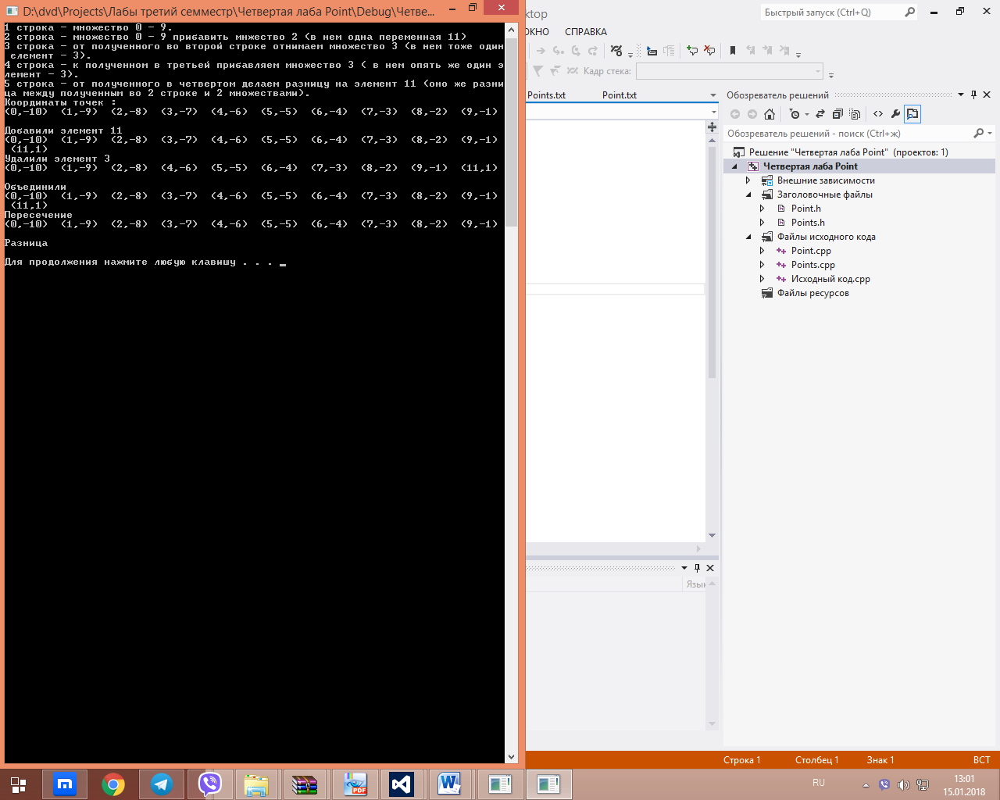 D:\dvd\Projects\Лабы третий семместр\Четвертая лаба Point\Debug\Четве...
1 строка - множество 0 - 9.
2 строка - множество 0 - 9 прибавить мнжество 2 (в нем одна переменная 11)
3 строка - от полученного во второй строке отнимаем множество 3 (в нем тоже один
элемент - 3).
4 строка - к полученном в третьей прибавляем множество 3 ( в нем опять же один э
лемент - 3).
5 строка - от полученного в четвертом делаем разницу на элемент 11 (оно же разни
ца между полученным во 2 строке и 2 множествами).
Координаты точек :
(0,-10) (1,-9) (2,-8) (3,-7) (4,-6) (5,-5) (6,-4) (7,-3) (8,-2) (9,-1)
Добавили элемент 11
(0,-10) (1,-9) (2,-8) (3,-7) (4,-6) (5,-5) (6,-4) (7,-3) (8,-2) (9,-1)
(11,1)
Удалили элемент 3
(0,-10) (1,-9) (2,-8) (4,-6) (5,-5) (6,-4) (7,-3) (8,-2) (9,-1) (11,1)
Объединили
(0,-10) (1,-9) (2,-8) (3,-7) (4,-6) (5,-5) (6,-4) (7,-3) (8,-2) (9,-1)
(11,1)
Пересечение
(0,-10) (1,-9) (2,-8) (3,-7) (4,-6) (5,-5) (6,-4) (7,-3) (8,-2) (9,-1)
Разница
Для продолжения нажмите любую клавишу . . .
ktop
Быстрый запуск (Ctrl+Q)
ОКНО СПРАВКА
Кадр стека:
Points.txt Point.txt
Обозреватель решений
Обозреватель решений - поиск (Ctrl+ж)
Решение "Четвертая лаба Point" (проектов: 1)
Четвертая лаба Point
Внешние зависимости
Заголовочные файлы
Point.h
Points.h
Файлы исходного кода
Point.cpp
Points.cpp
Исходный код.cpp
Файлы ресурсов
Язык
Строка 1 Столбец 1 Знак 1 ВСТ
PDF
RU
13:01
15.01.2018